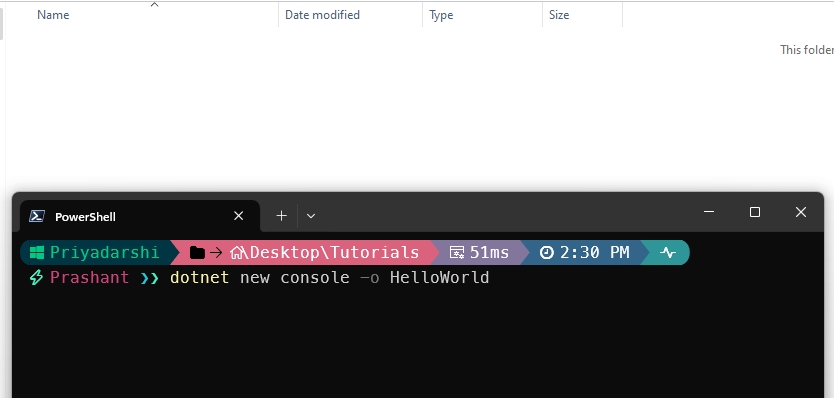 Name Date modified Type Size
This folder
PowerShell
Priyadarshi \Desktop\Tutorials 51ms 2:30 PM
Prashant ❯❯ dotnet new console -o HelloWorld